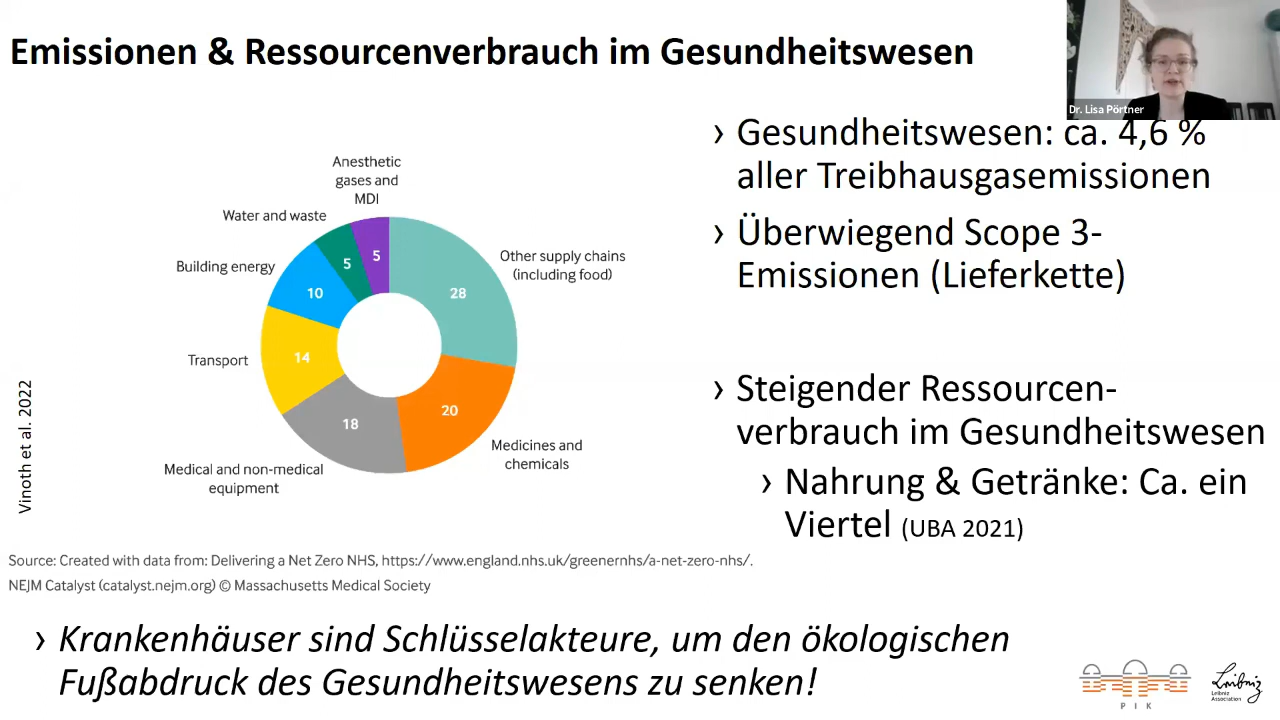 Emissionen & Ressourcenverbrauch im Gesundheitswesen
Dr. Lisa Pörtner
› Gesundheitswesen: ca. 4,6 %
aller Treibhausgasemissionen
› Überwiegend Scope 3-
Emissionen (Lieferkette)
› Steigender Ressourcen-
verbrauch im Gesundheitswesen
› Nahrung & Getränke: Ca. ein
Viertel (UBA 2021)
Anesthetic
gases and
MDI
Water and waste
Building energy
Transport
Medical and non-medical
equipment
Medicines and
chemicals
Other supply chains
(including food)
5
5
10
14
18
20
28
Vinoth et al. 2022
Source: Created with data from: Delivering a Net Zero NHS, https://www.england.nhs.uk/greenernhs/a-net-zero-nhs/.
NEJM Catalyst (catalyst.nejm.org) © Massachusetts Medical Society
› Krankenhäuser sind Schlüsselakteure, um den ökologischen
Fußabdruck des Gesundheitswesens zu senken!
P I K
Leibniz
Leibniz
Association